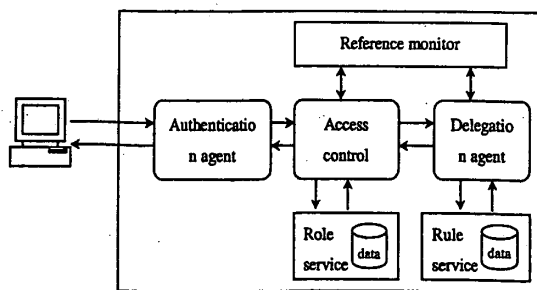 Reference monitor
Authenticatio
n agent
Access
control
Delegatio
n agent
Role
service
data
Rule
service
data